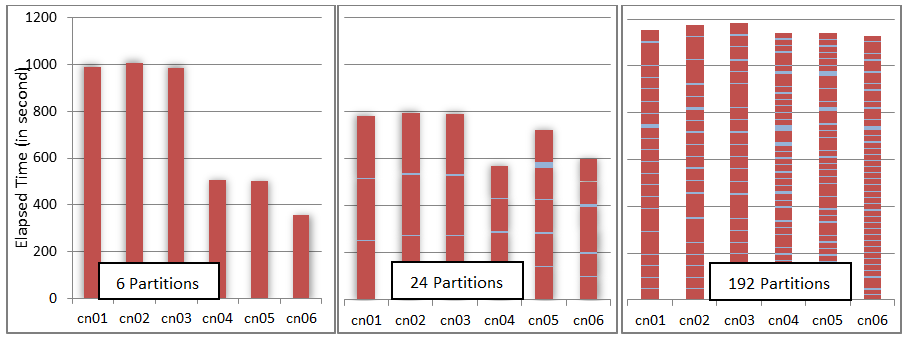 Elapsed Time (in second)
1200
1000
800
600
400
200
0
6 Partitions
24 Partitions
192 Partitions
cn01 cn02 cn03 cn04 cn05 cn06
cn01 cn02 cn03 cn04 cn05 cn06
cn01 cn02 cn03 cn04 cn05 cn06